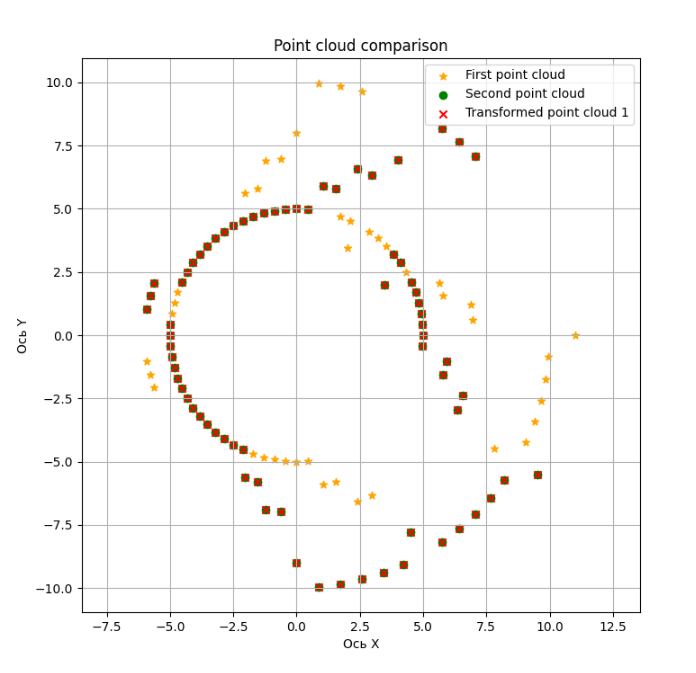 Point cloud comparison
First point cloud
Second point cloud
Transformed point cloud 1
10.0
7.5
5.0
2.5
0.0
−2.5
−5.0
−7.5
−10.0
Ось Y
−7.5 −5.0 −2.5 0.0 2.5 5.0 7.5 10.0 12.5
Ось X